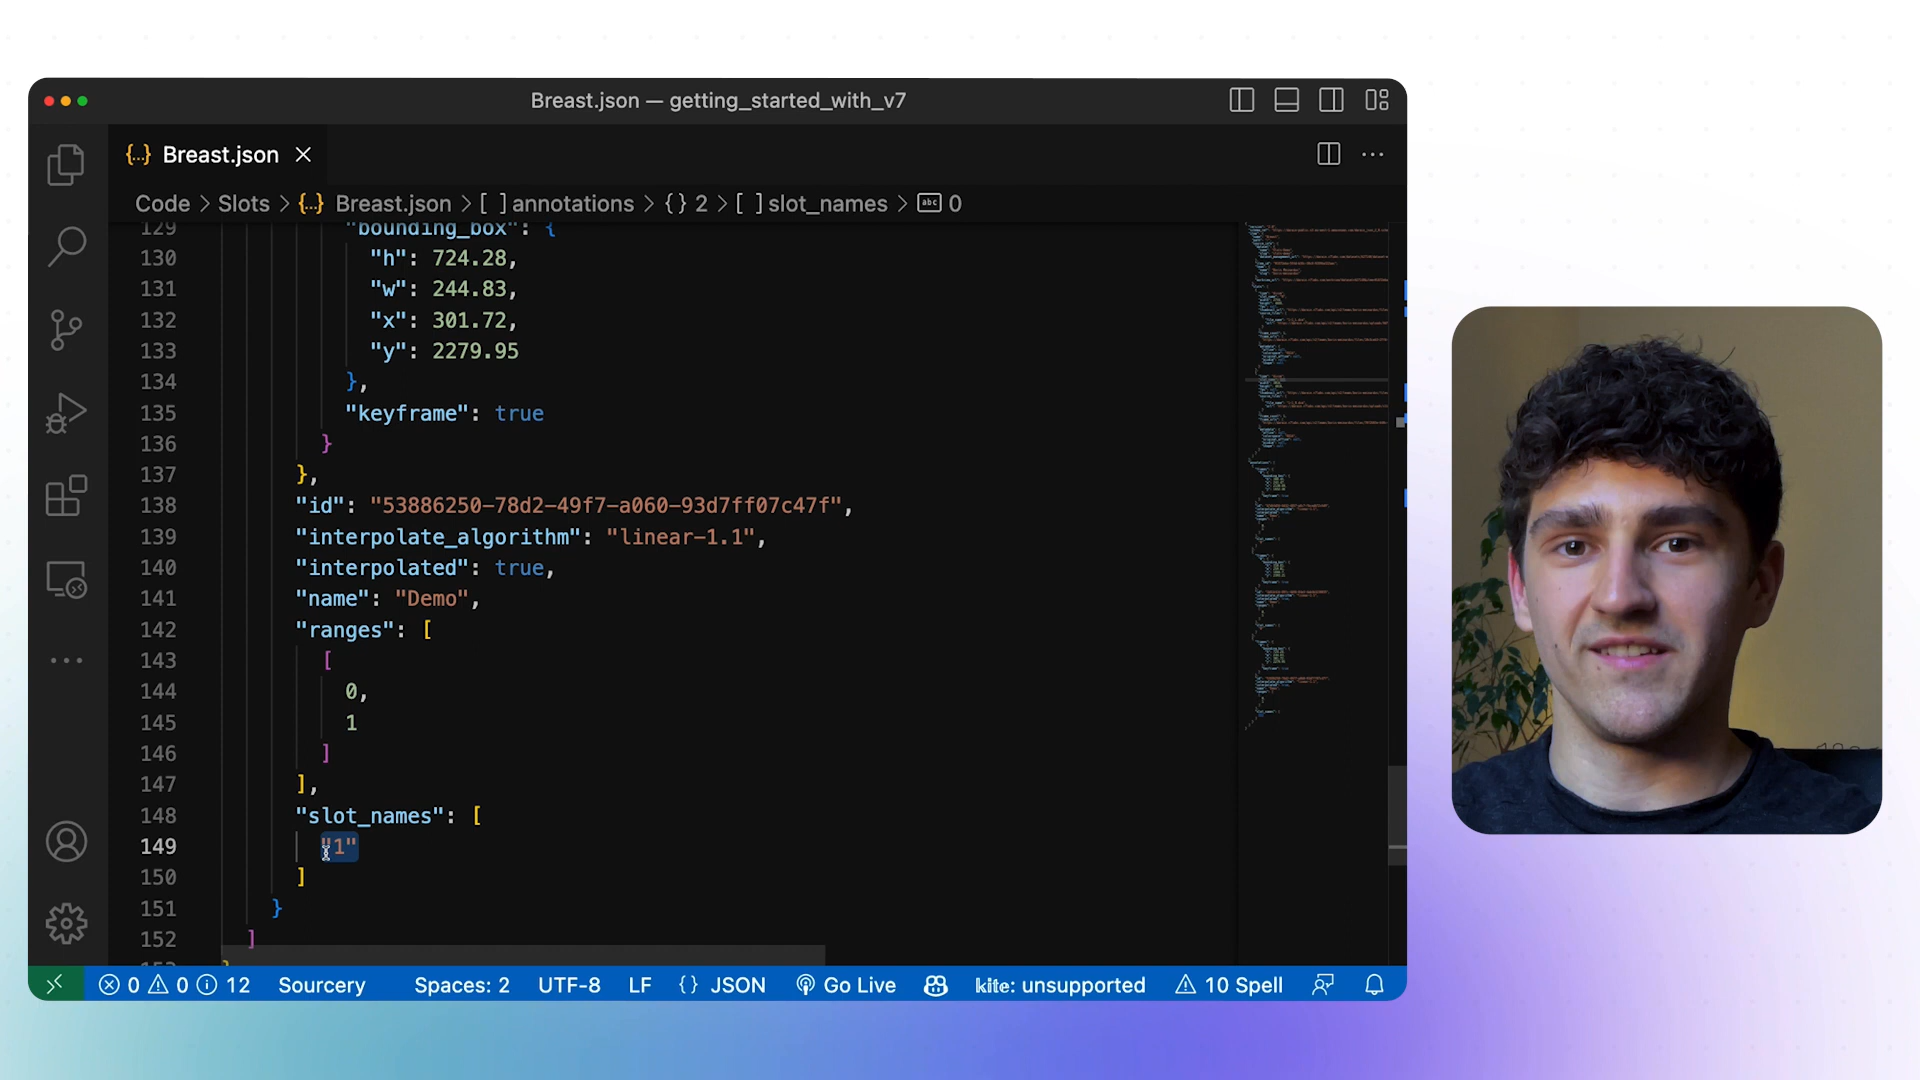 Breast.json — getting_started_with_v7
{..} Breast.json
Code > Slots > {..} Breast.json > [ ] annotations > {} 2 > [ ] slot_names > abc 0
129 "bounding_box": {
130 "h": 724.28,
131 "w": 244.83,
132 "x": 301.72,
133 "y": 2279.95
134 },
135 "keyframe": true
136 }
137 },
138 "id": "53886250-78d2-49f7-a060-93d7ff07c47f",
139 "interpolate_algorithm": "linear-1.1",
140 "interpolated": true,
141 "name": "Demo",
142 "ranges": [
143 [
144 0,
145 1
146 ]
147 ],
148 "slot_names": [
149 "1"
150 ]
151 }
152 ]
0 0 12 Sourcery Spaces: 2 UTF-8 LF {} JSON Go Live kite: unsupported 10 Spell